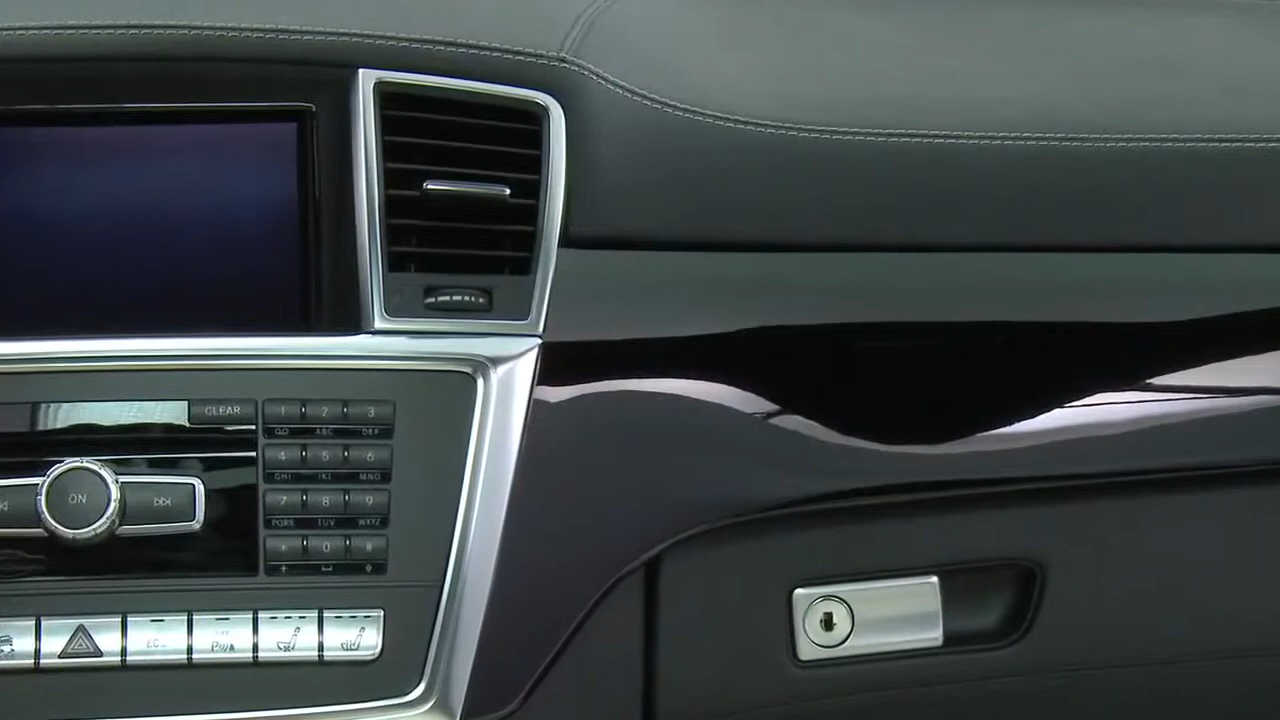 CLEAR
1 2 3
ABC DEF
4 5 6
GHI JKL MNO
7 8 9
PQRS TUV WXYZ
* 0 #
+
ON
ECO